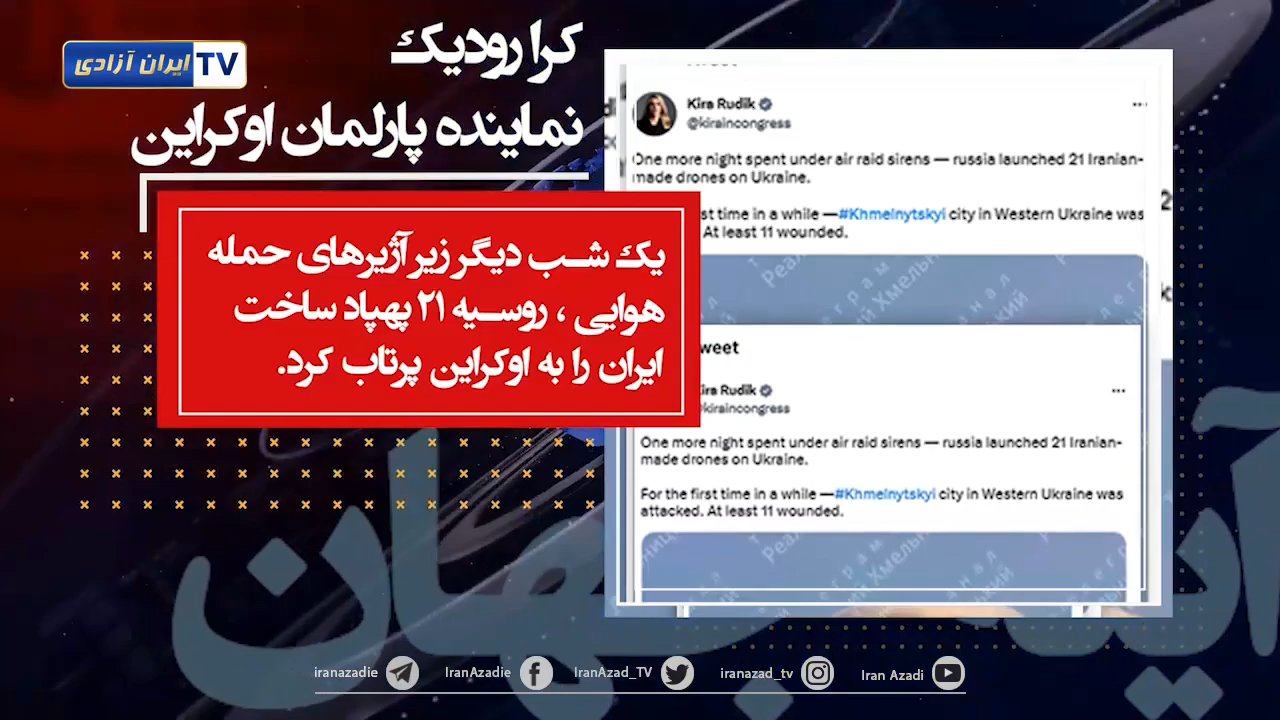 ایران آزادی TV
کرا رودیک
نماینده پارلمان اوکراین
یک شب دیگر زیر آژیرهای حمله
هوایی ، روسیه ۲۱ پهپاد ساخت
ایران را به اوکراین پرتاب کرد.
Kira Rudik
@kiraincongress
One more night spent under air raid sirens — russia launched 21 Iranian-
made drones on Ukraine.
st time in a while —#Khmelnytskyi city in Western Ukraine was
At least 11 wounded.
weet
ira Rudik
kiraincongress
One more night spent under air raid sirens — russia launched 21 Iranian-
made drones on Ukraine.
For the first time in a while —#Khmelnytskyi city in Western Ukraine was
attacked. At least 11 wounded.
iranazadie
IranAzadie
IranAzad_TV
iranazad_tv
Iran Azadi